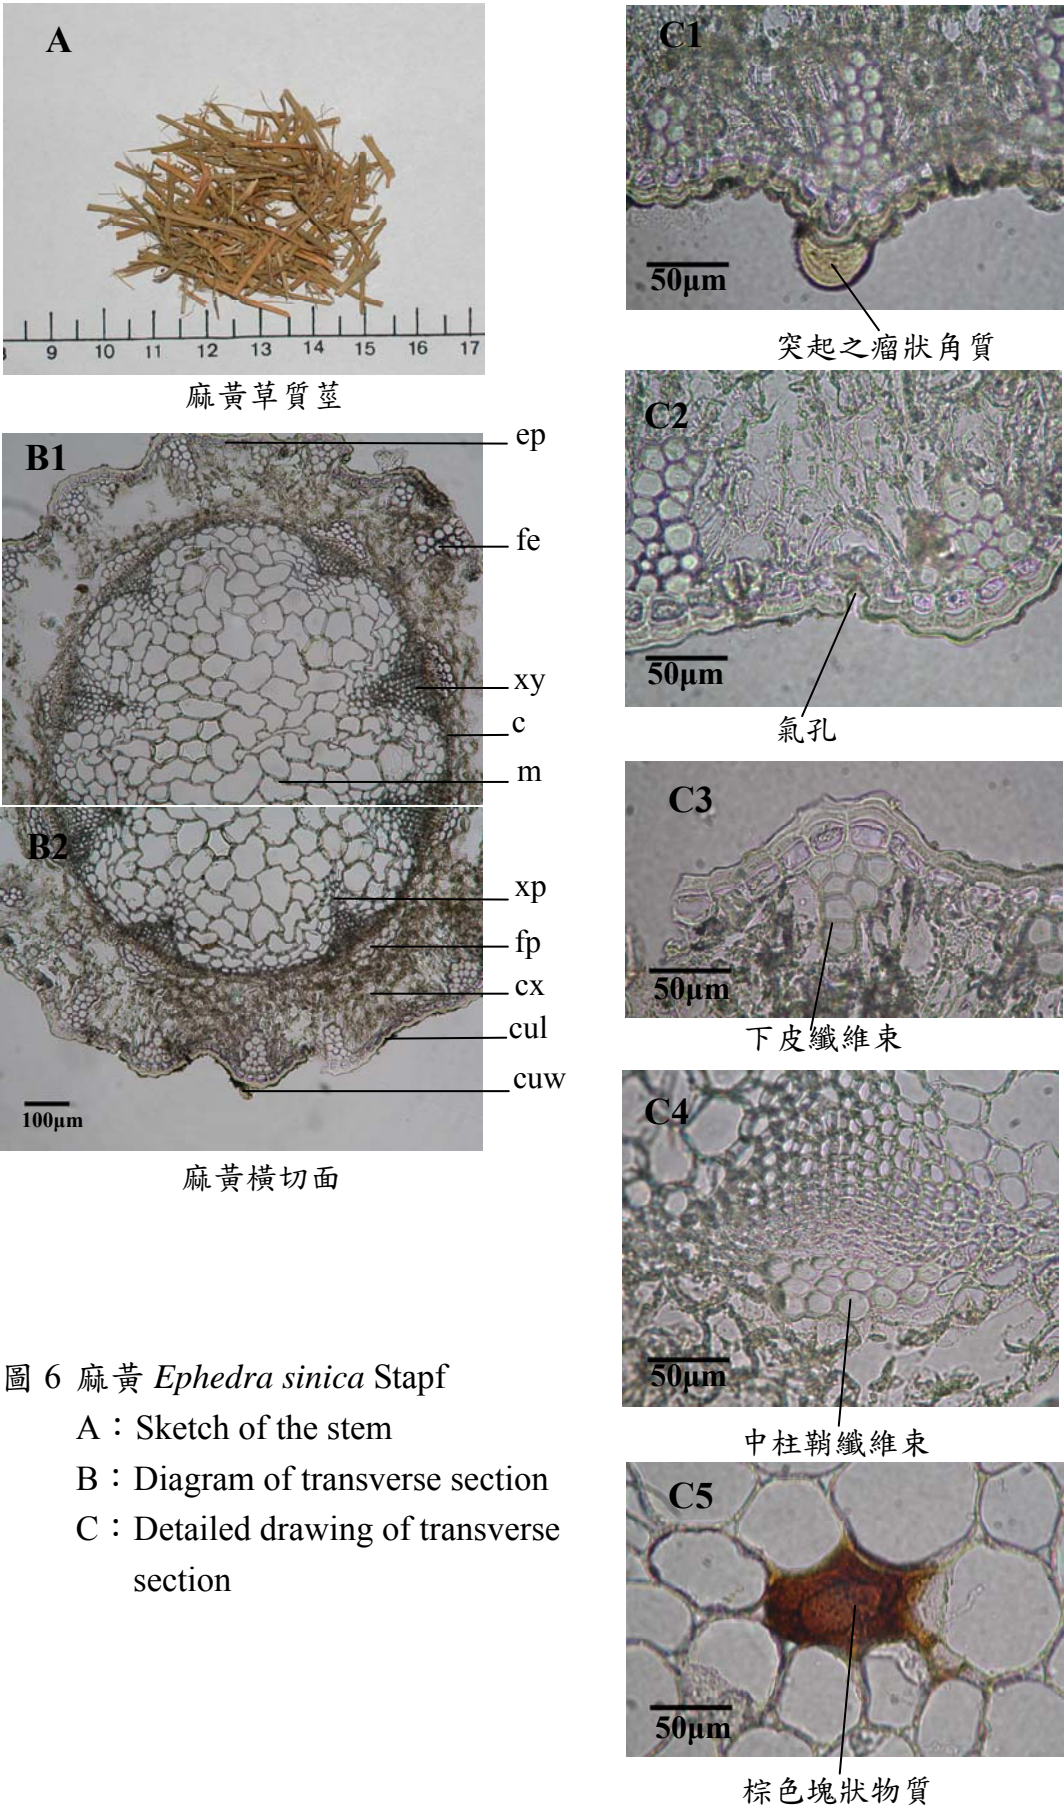 A
9 10 11 12 13 14 15 16 17
麻黃草質莖
B1
ep
fe
xy
c
m
B2
xp
fp
cx
cul
cuw
100μm
麻黃橫切面
圖 6 麻黃 Ephedra sinica Stapf
A：Sketch of the stem
B：Diagram of transverse section
C：Detailed drawing of transverse
section
C1
50μm
突起之瘤狀角質
C2
50μm
氣孔
C3
50μm
下皮纖維束
C4
50μm
中柱鞘纖維束
C5
50μm
棕色塊狀物質